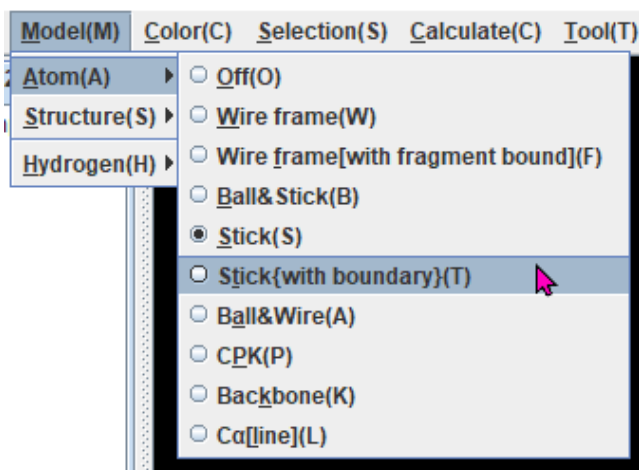 Model(M) Color(C) Selection(S) Calculate(C) Tool(T)
Atom(A)
Structure(S)
Hydrogen(H)
Off(O)
Wire frame(W)
Wire frame[with fragment bound](F)
Ball&Stick(B)
Stick(S)
Stick{with boundary}(T)
Ball&Wire(A)
CPK(P)
Backbone(K)
Cα[line](L)